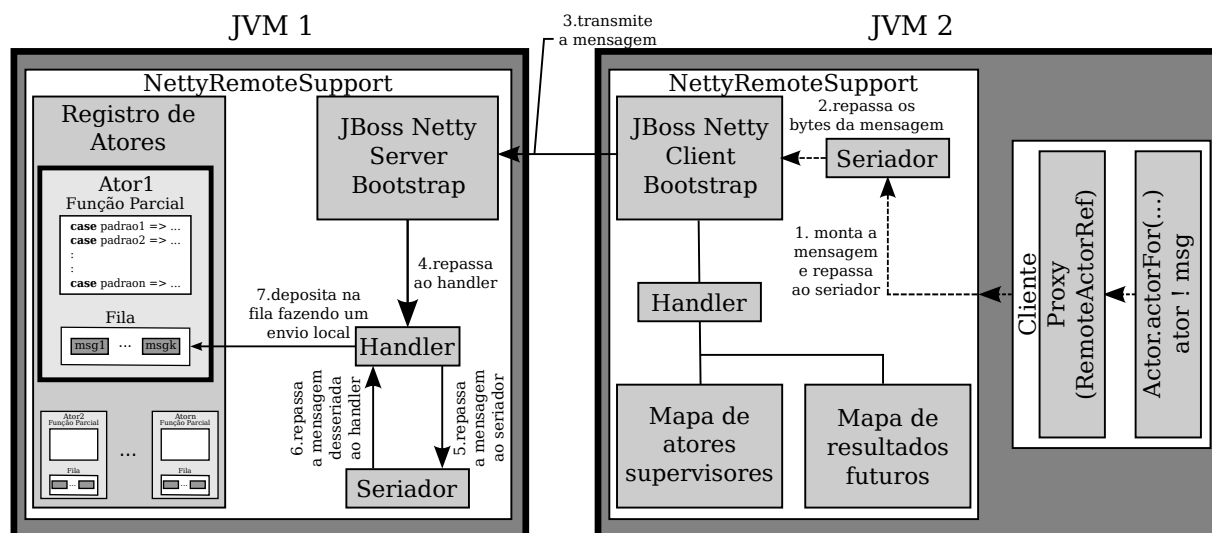 JVM 1
NettyRemoteSupport
Registro de
Atores
Ator1
Função Parcial
case padrao1 => ...
case padrao2 => ...
:
:
case padraon => ...
Fila
msg1 ... msgk
Ator2
Função Parcial
Fila
...
...
Atorn
Função Parcial
Fila
...
JBoss Netty
Server
Bootstrap
4.repassa
ao handler
7.deposita na
fila fazendo um
envio local
Handler
6.repassa
a mensagem
desseriada
ao handler
5.repassa
a mensagem
ao seriador
Seriador
3.transmite
a mensagem
JVM 2
NettyRemoteSupport
JBoss Netty
Client
Bootstrap
2.repassa os
bytes da mensagem
Seriador
1. monta a
mensagem
e repassa
ao seriador
Handler
Mapa de
atores
supervisores
Mapa de
resultados
futuros
Cliente
Proxy
(RemoteActorRef)
Actor.actorFor(...)
ator ! msg